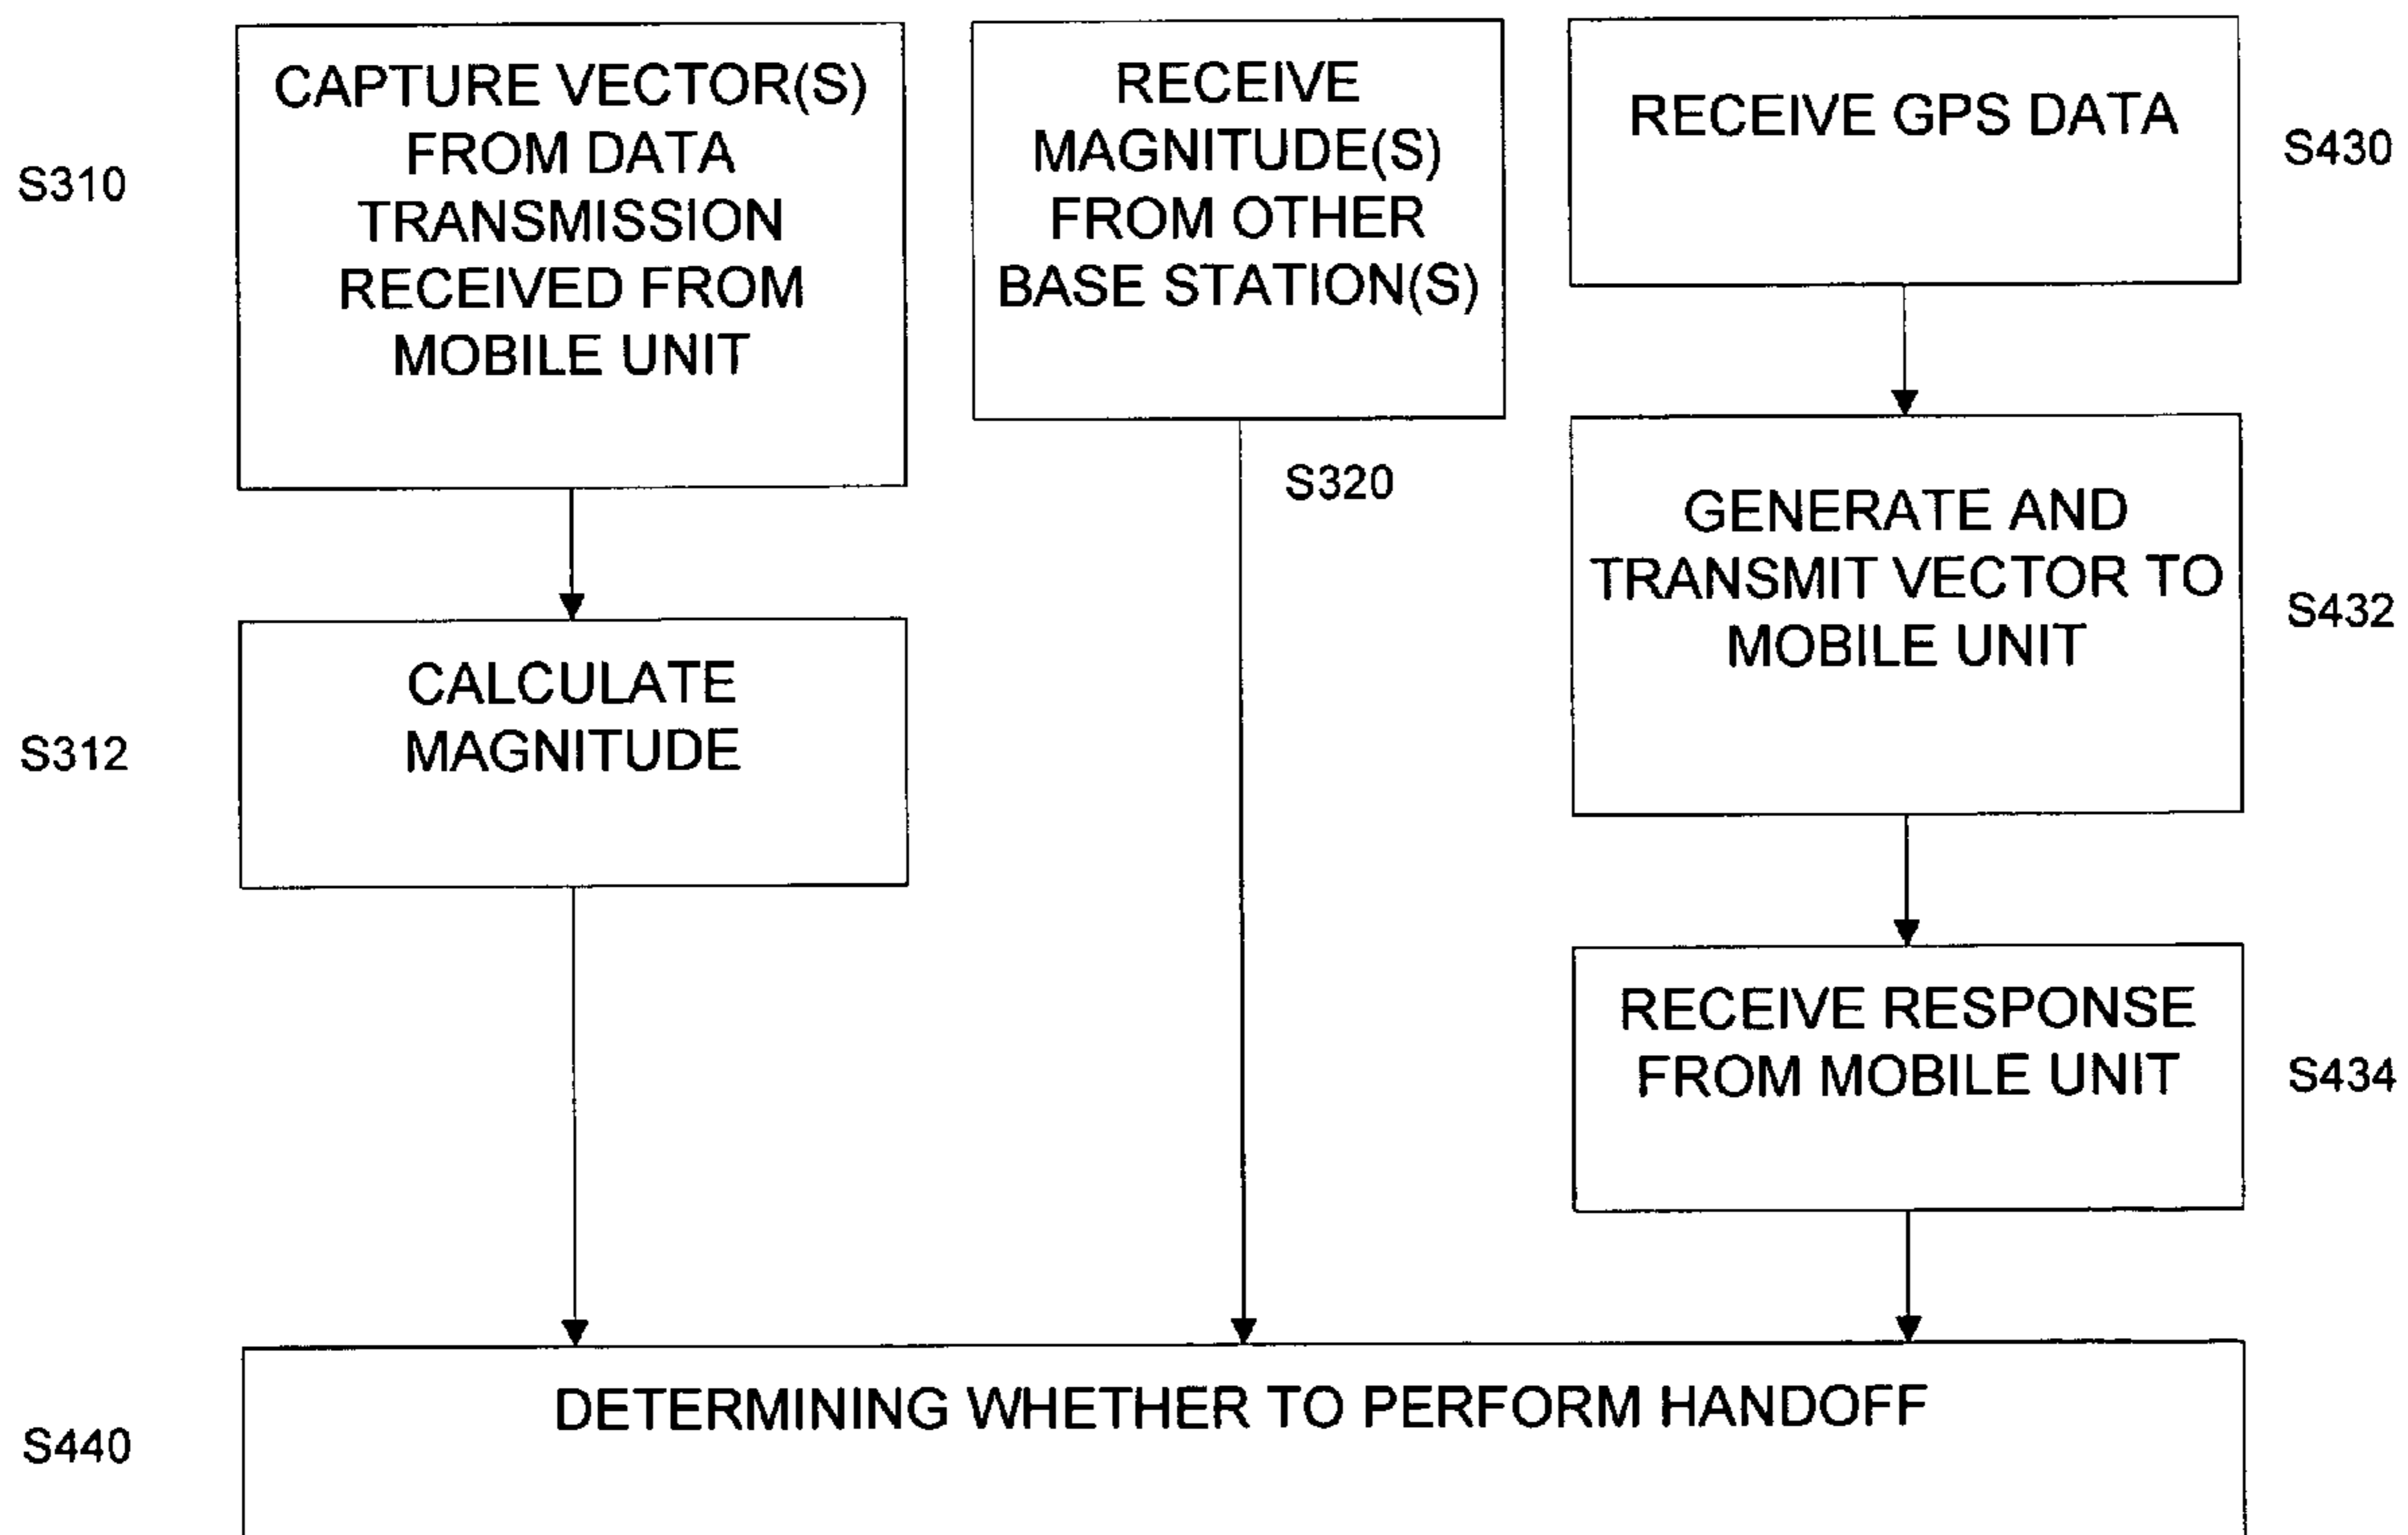 S310
CAPTURE VECTOR(S)
FROM DATA
TRANSMISSION
RECEIVED FROM
MOBILE UNIT
S312
CALCULATE
MAGNITUDE
RECEIVE
MAGNITUDE(S)
FROM OTHER
BASE STATION(S)
S320
RECEIVE GPS DATA
S430
GENERATE AND
TRANSMIT VECTOR TO
MOBILE UNIT
S432
RECEIVE RESPONSE
FROM MOBILE UNIT
S434
S440
DETERMINING WHETHER TO PERFORM HANDOFF